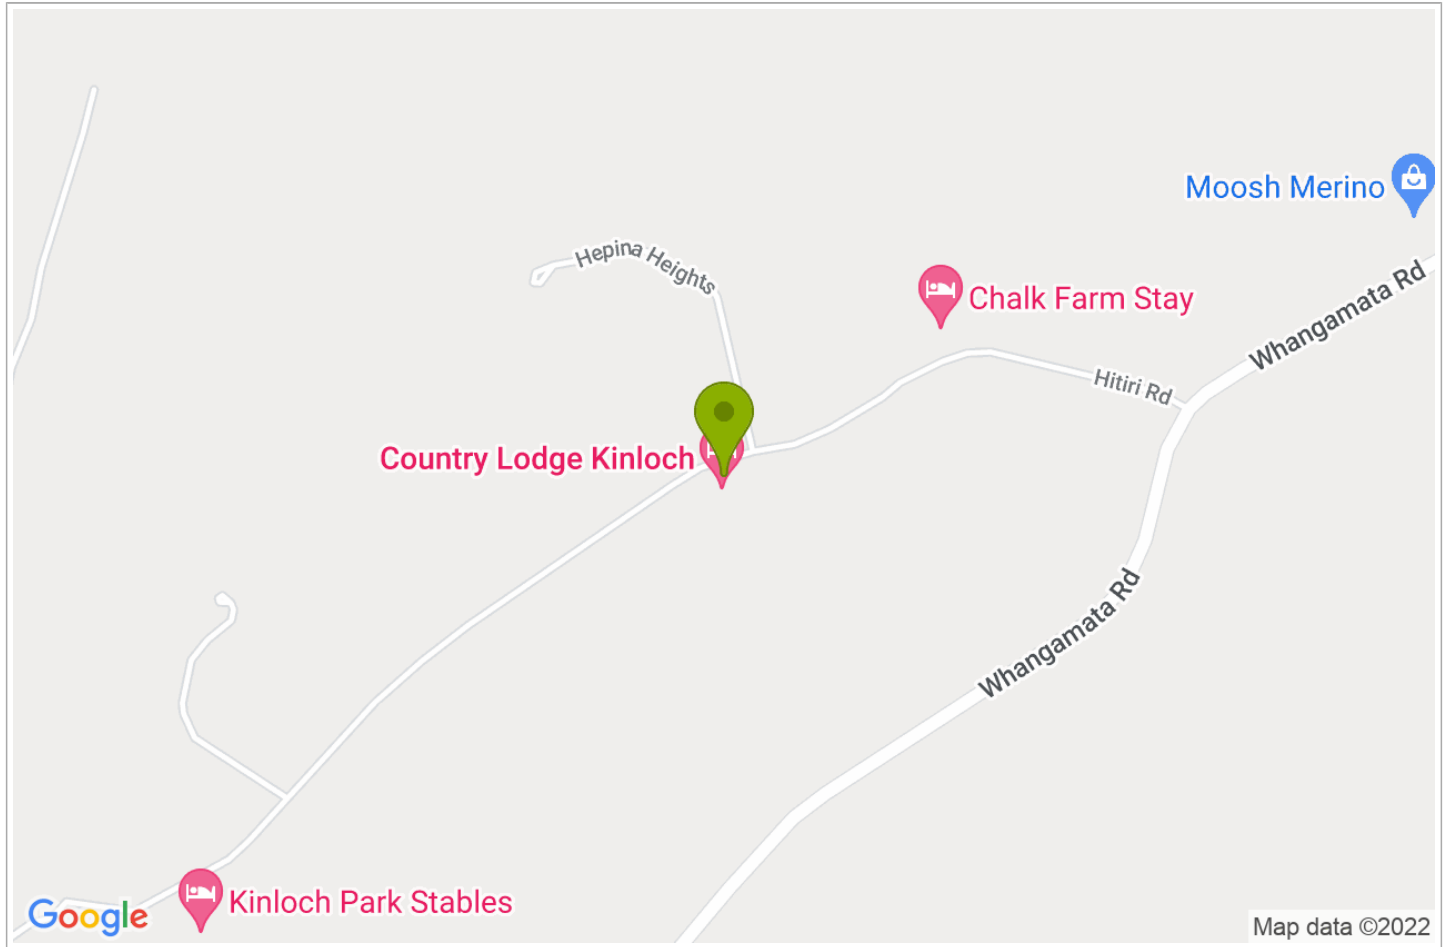 Moosh Merino
Hepina Heights
Chalk Farm Stay
Whangamata Rd
Hitiri Rd
Country Lodge Kinloch
Whangamata Rd
Kinloch Park Stables
Google
Map data ©2022